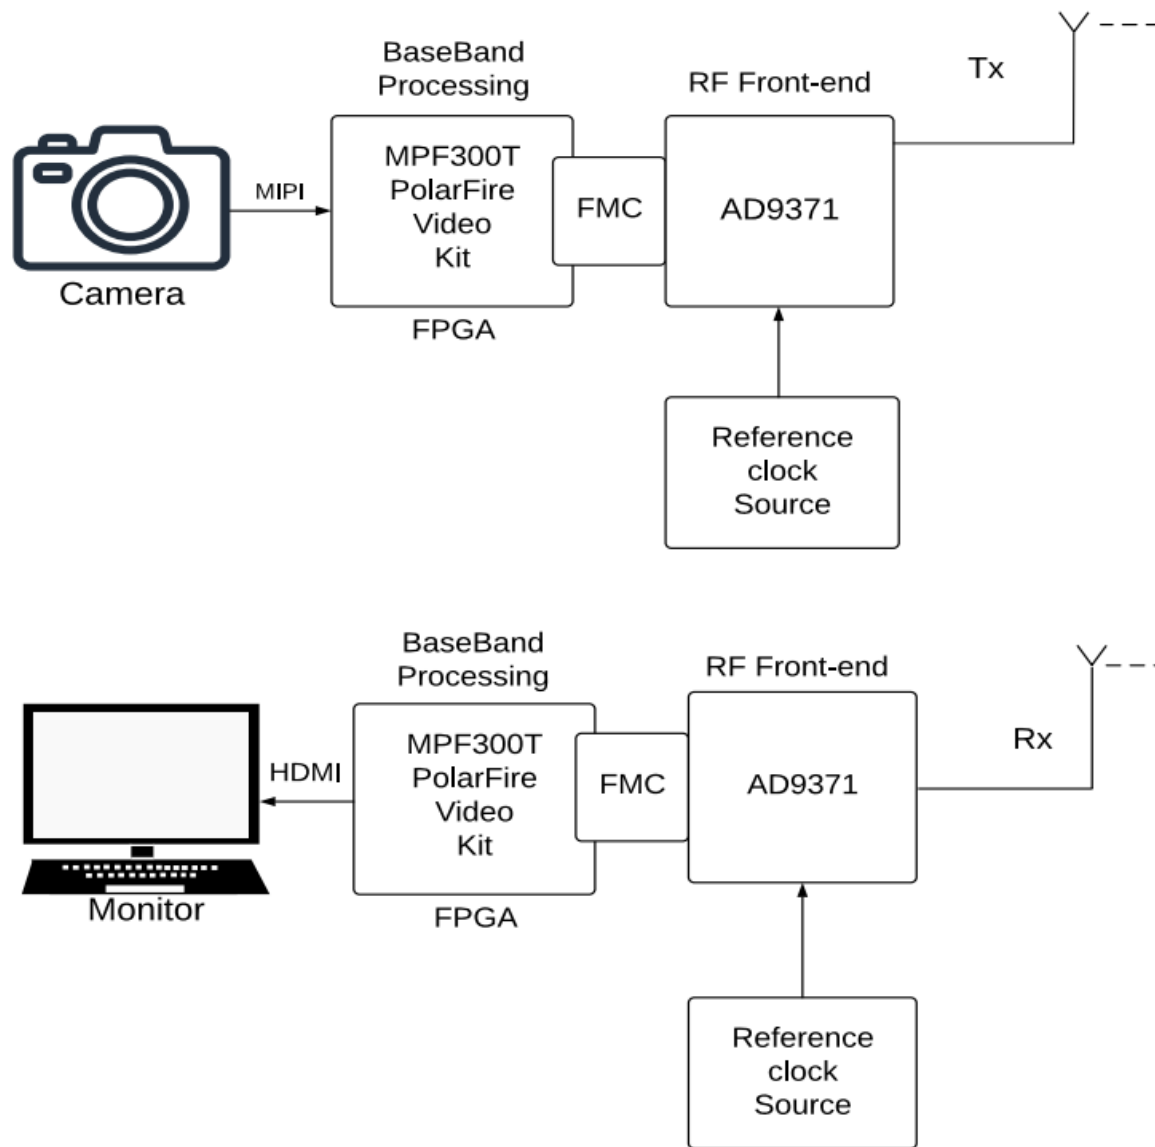 BaseBand
Processing
RF Front-end
Tx
MIPI
MPF300T
PolarFire
Video
Kit
FMC
AD9371
Camera
FPGA
Reference
clock
Source
BaseBand
Processing
RF Front-end
Rx
HDMI
MPF300T
PolarFire
Video
Kit
FMC
AD9371
Monitor
FPGA
Reference
clock
Source